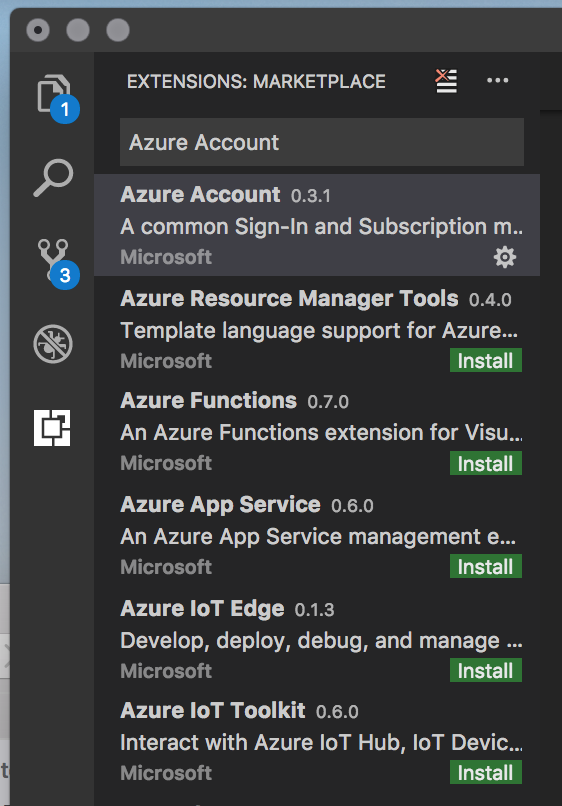 EXTENSIONS: MARKETPLACE
1
Azure Account
Azure Account 0.3.1
A common Sign-In and Subscription m...
Microsoft
3
Azure Resource Manager Tools 0.4.0
Template language support for Azure...
Microsoft Install
Azure Functions 0.7.0
An Azure Functions extension for Visu...
Microsoft Install
Azure App Service 0.6.0
An Azure App Service management e...
Microsoft Install
Azure IoT Edge 0.1.3
Develop, deploy, debug, and manage ...
Microsoft Install
Azure IoT Toolkit 0.6.0
Interact with Azure IoT Hub, IoT Devic...
Microsoft Install